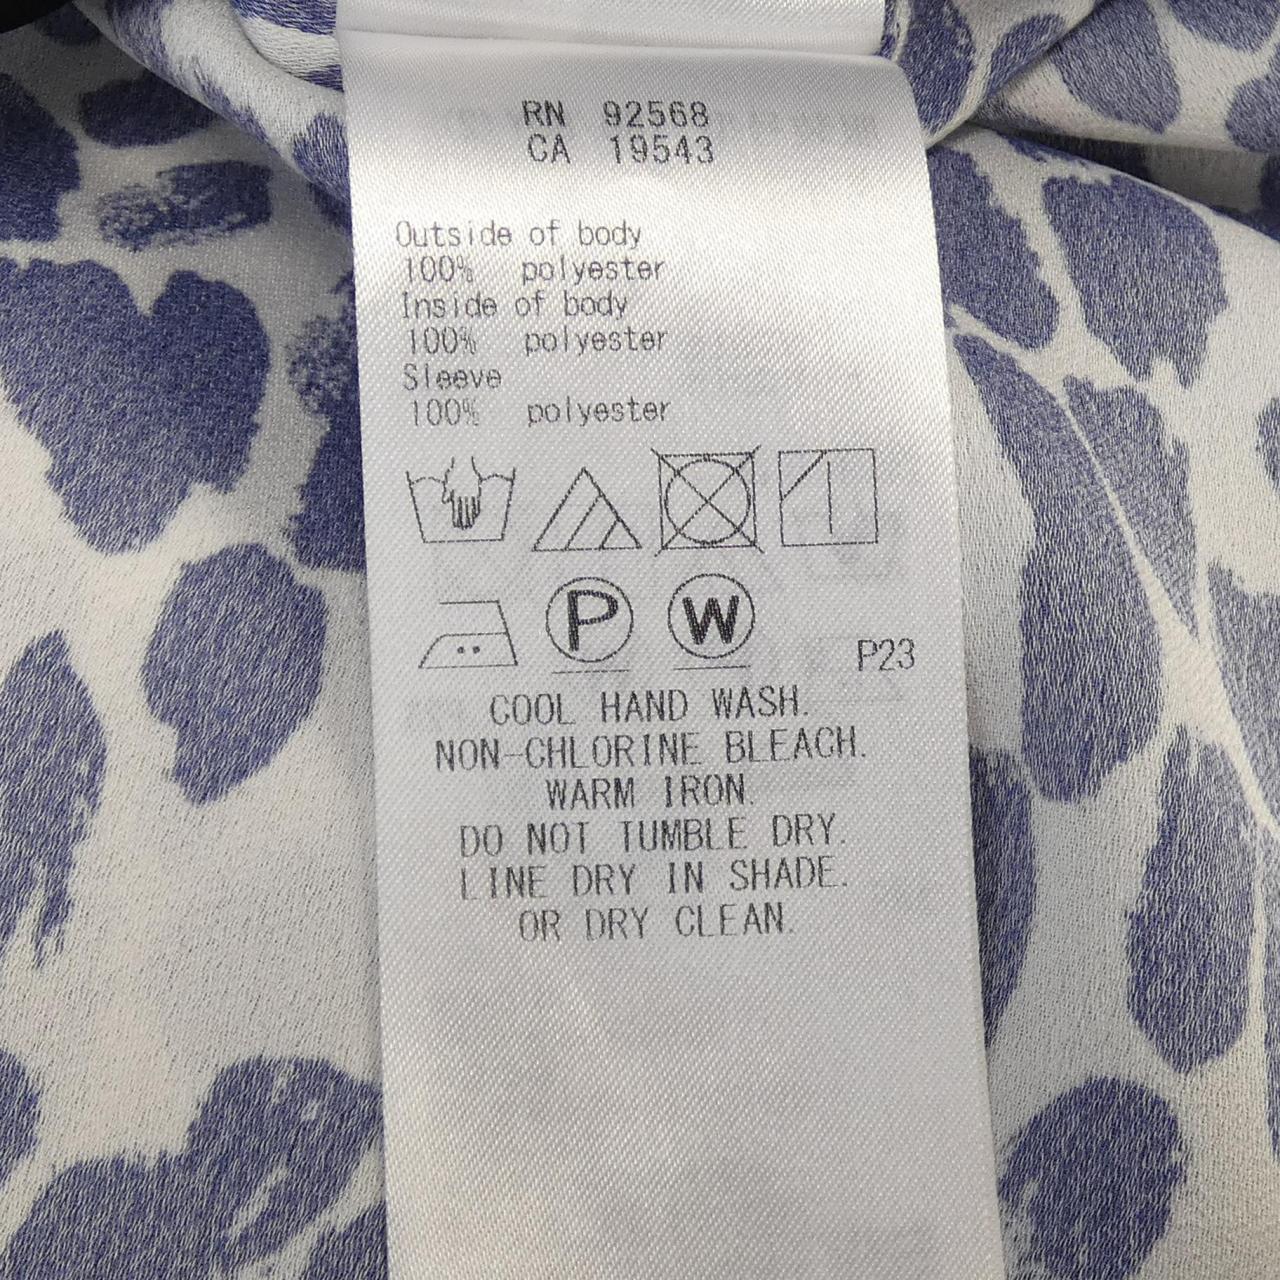 RN 92568
CA 19543
Outside of body
100% polyester
Inside of body
100% polyester
Sleeve
100% polyester
P W
P23
COOL HAND WASH.
NON-CHLORINE BLEACH.
WARM IRON.
DO NOT TUMBLE DRY.
LINE DRY IN SHADE.
OR DRY CLEAN.